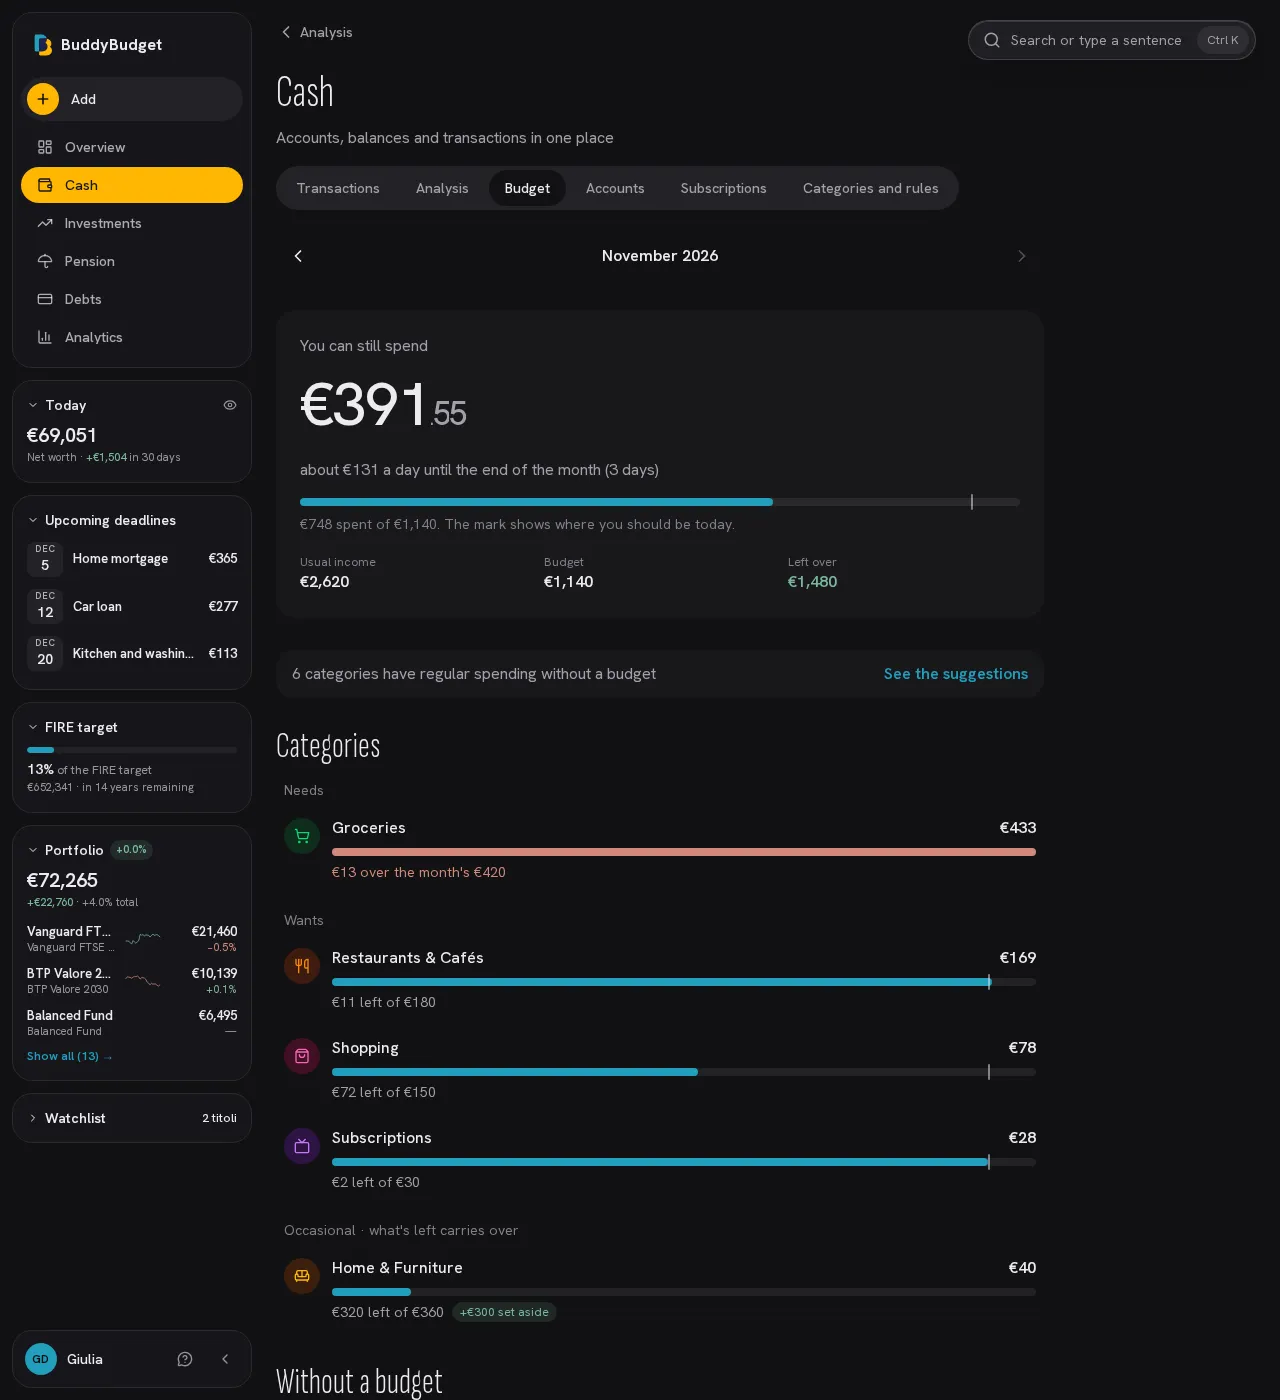 BuddyBudget
Add
Overview
Cash
Investments
Pension
Debts
Analytics
Today
€69,051
Net worth · +€1,504 in 30 days
Upcoming deadlines
DEC
5
Home mortgage
€365
DEC
12
Car loan
€277
DEC
20
Kitchen and washin...
€113
FIRE target
13% of the FIRE target
€652,341 · in 14 years remaining
Portfolio
+0.0%
€72,265
+€22,760 · +4.0% total
Vanguard FT...
€21,460
Vanguard FTSE ...
−0.5%
BTP Valore 2...
€10,139
BTP Valore 2030
+0.1%
Balanced Fund
€6,495
Balanced Fund
—
Show all (13) →
Watchlist
2 titoli
GD
Giulia
Analysis
Search or type a sentence
Ctrl K
Cash
Accounts, balances and transactions in one place
Transactions
Analysis
Budget
Accounts
Subscriptions
Categories and rules
November 2026
You can still spend
€391.55
about €131 a day until the end of the month (3 days)
€748 spent of €1,140. The mark shows where you should be today.
Usual income
€2,620
Budget
€1,140
Left over
€1,480
6 categories have regular spending without a budget
See the suggestions
Categories
Needs
Groceries
€433
€13 over the month's €420
Wants
Restaurants & Cafés
€169
€11 left of €180
Shopping
€78
€72 left of €150
Subscriptions
€28
€2 left of €30
Occasional · what's left carries over
Home & Furniture
€40
€320 left of €360
+€300 set aside
Without a budget